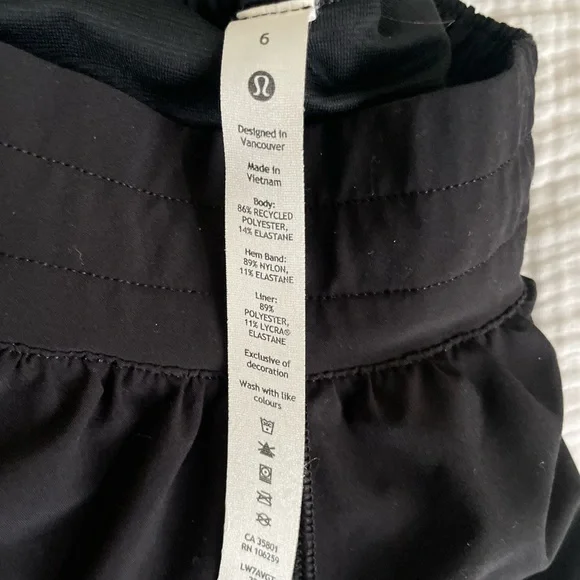 6
Designed in
Vancouver
Made in
Vietnam
Body:
86% RECYCLED
POLYESTER,
14% ELASTANE
Hem Band:
89% NYLON,
11% ELASTANE
Liner:
89%
POLYESTER,
11% LYCRA®
ELASTANE
Exclusive of
decoration
Wash with like
colours
CA 35801
RN 106259